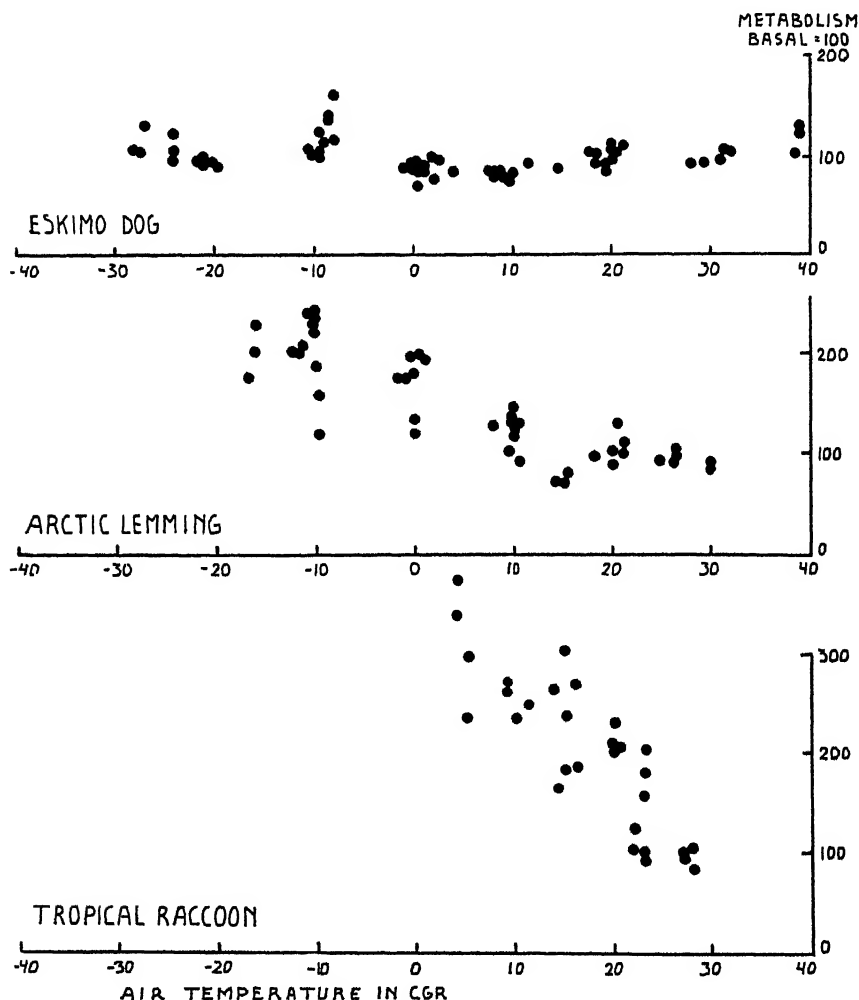 METABOLISM
BASAL = 100
200
100
0
ESKIMO DOG
-40 -30 -20 -10 0 10 20 30 40
200
100
0
ARCTIC LEMMING
-40 -30 -20 -10 0 10 20 30 40
300
200
100
0
TROPICAL RACCOON
-40 -30 -20 -10 0 10 20 30 40
AIR TEMPERATURE IN CGR